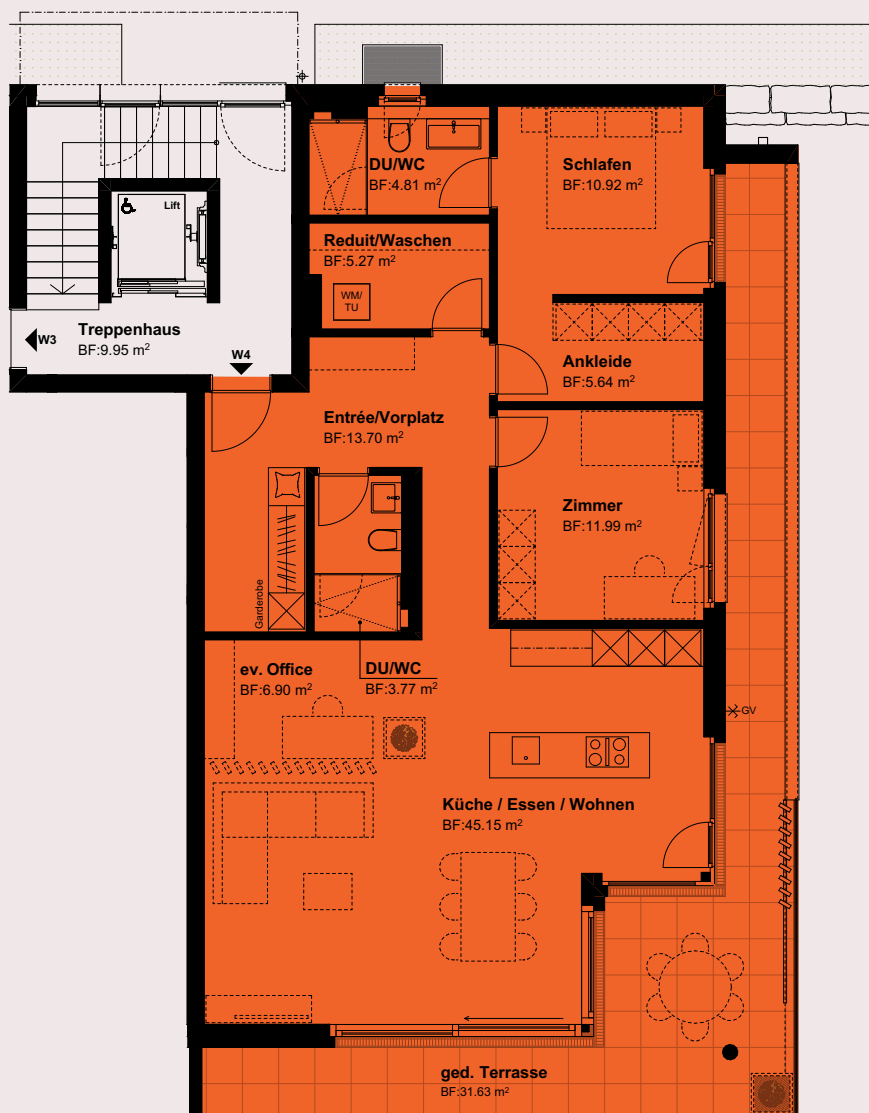 DU/WC
BF:4.81 m²
Schlafen
BF:10.92 m²
Lift
Reduit/Waschen
BF:5.27 m²
WM/
TU
Treppenhaus
BF:9.95 m²
W3
W4
Ankleide
BF:5.64 m²
Entrée/Vorplatz
BF:13.70 m²
Zimmer
BF:11.99 m²
Garderobe
ev. Office
BF:6.90 m²
DU/WC
BF:3.77 m²
GV
Küche / Essen / Wohnen
BF:45.15 m²
ged. Terrasse
BF:31.63 m²